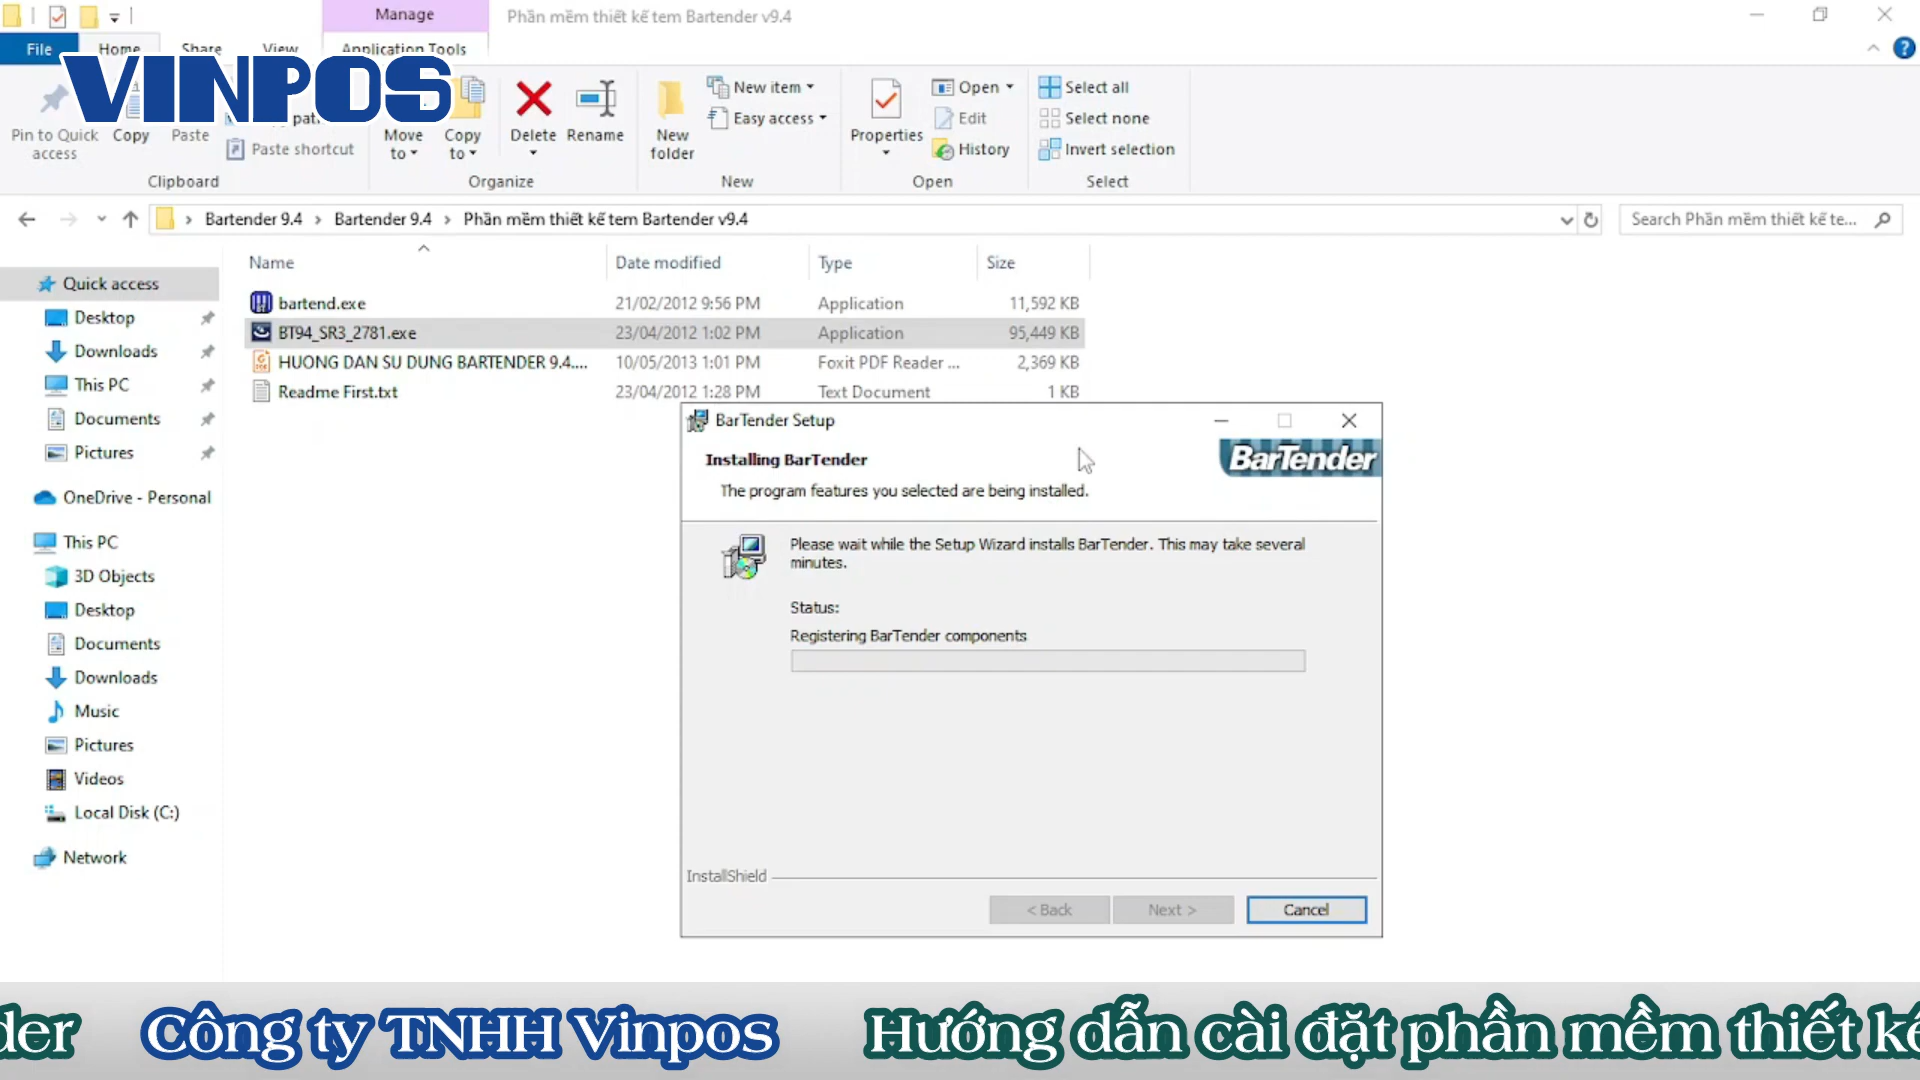 Manage
Phần mềm thiết kế tem Bartender v9.4
File
Home
Share
View
Application Tools
VINPOS
Pin to Quick access
Copy
Paste
Paste shortcut
Clipboard
Move to
Copy to
Delete
Rename
Organize
New folder
New item
Easy access
New
Properties
Open
Edit
History
Open
Select all
Select none
Invert selection
Select
Bartender 9.4 > Bartender 9.4 > Phần mềm thiết kế tem Bartender v9.4
Search Phần mềm thiết kế te...
Name Date modified Type Size
bartend.exe 21/02/2012 9:56 PM Application 11,592 KB
BT94_SR3_2781.exe 23/04/2012 1:02 PM Application 95,449 KB
HUONG DAN SU DUNG BARTENDER 9.4.... 10/05/2013 1:01 PM Foxit PDF Reader ... 2,369 KB
Readme First.txt 23/04/2012 1:28 PM Text Document 1 KB
Quick access
Desktop
Downloads
This PC
Documents
Pictures
OneDrive - Personal
This PC
3D Objects
Desktop
Documents
Downloads
Music
Pictures
Videos
Local Disk (C:)
Network
BarTender Setup
Installing BarTender
BarTender
The program features you selected are being installed.
Please wait while the Setup Wizard installs BarTender. This may take several
minutes.
Status:
Registering BarTender components
InstallShield
< Back
Next >
Cancel
der Công ty TNHH Vinpos Hướng dẫn cài đặt phần mềm thiết kế